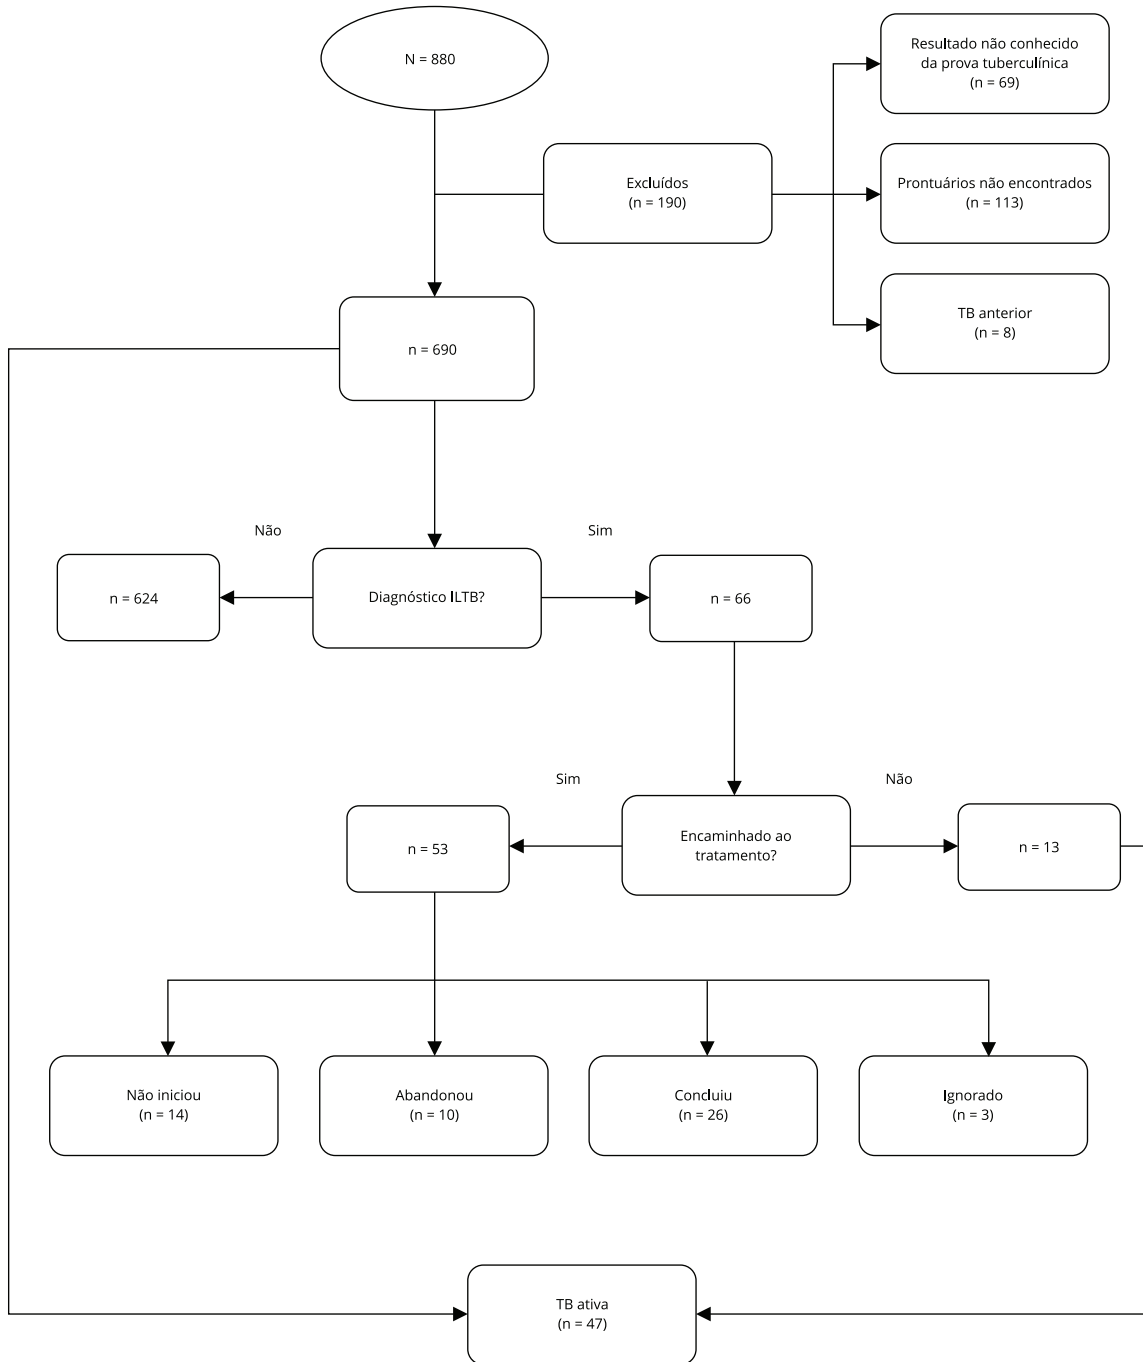 N = 880
Resultado não conhecido
da prova tuberculínica
(n = 69)
Excluídos
(n = 190)
Prontuários não encontrados
(n = 113)
TB anterior
(n = 8)
n = 690
Não
Sim
n = 624
Diagnóstico ILTB?
n = 66
Sim
Não
n = 53
Encaminhado ao
tratamento?
n = 13
Não iniciou
(n = 14)
Abandonou
(n = 10)
Concluiu
(n = 26)
Ignorado
(n = 3)
TB ativa
(n = 47)